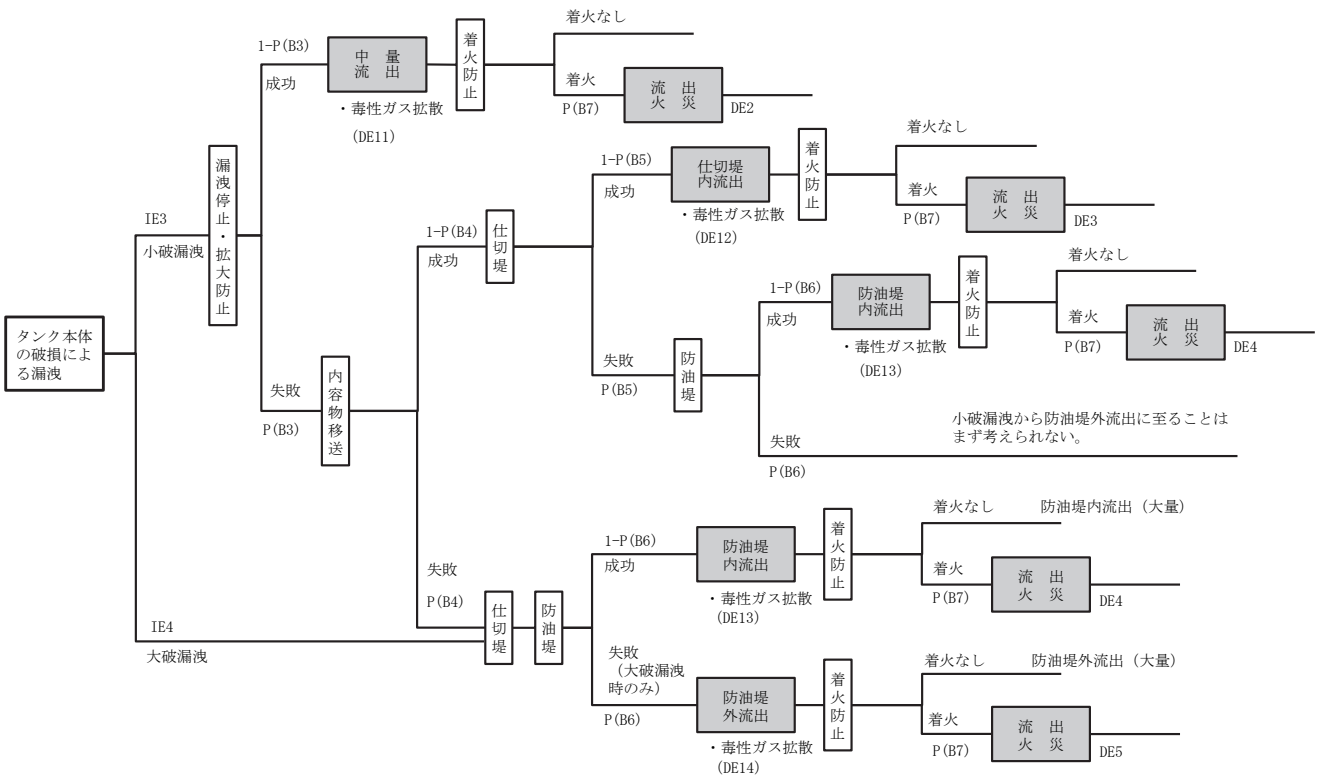 タンク本体
の破損によ
る漏洩
IE3
小破漏洩
漏洩停止・拡大防止
1-P(B3)
成功
中　量
流　出
・毒性ガス拡散
(DE11)
着火防止
着火なし
着火
P(B7)
流　出
火　災
DE2
失敗
P(B3)
内容物移送
1-P(B4)
成功
仕切堤
1-P(B5)
成功
仕切堤
内流出
・毒性ガス拡散
(DE12)
着火防止
着火なし
着火
P(B7)
流　出
火　災
DE3
失敗
P(B5)
防油堤
1-P(B6)
成功
防油堤
内流出
・毒性ガス拡散
(DE13)
着火防止
着火なし
着火
P(B7)
流　出
火　災
DE4
失敗
P(B6)
小破漏洩から防油堤外流出に至ることは
まず考えられない。
失敗
P(B4)
IE4
大破漏洩
仕切堤
防油堤
1-P(B6)
成功
防油堤
内流出
・毒性ガス拡散
(DE13)
着火防止
着火なし　防油堤内流出（大量）
着火
P(B7)
流　出
火　災
DE4
失敗
（大破漏洩
時のみ）
P(B6)
防油堤
外流出
・毒性ガス拡散
(DE14)
着火防止
着火なし　防油堤外流出（大量）
着火
P(B7)
流　出
火　災
DE5